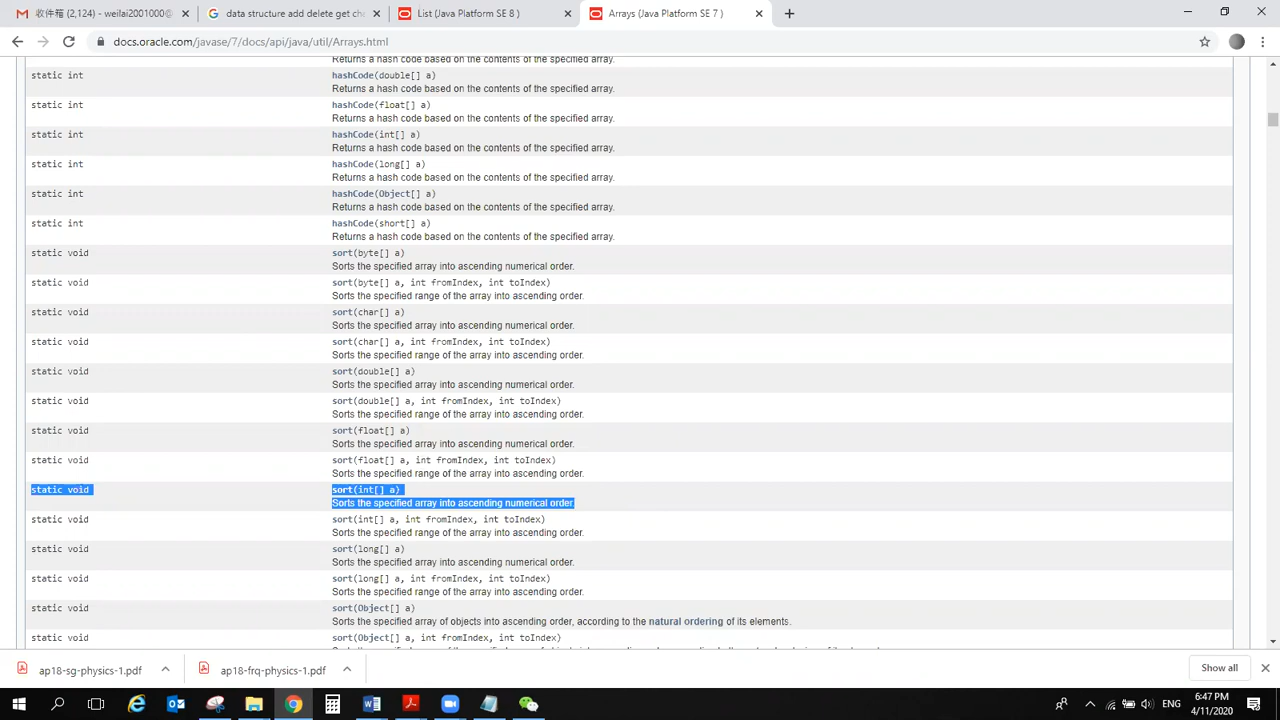 收件箱 (2,124) - weilai2001000@
data structure add delete get cha
List (Java Platform SE 8 )
Arrays (Java Platform SE 7 )
docs.oracle.com/javase/7/docs/api/java/util/Arrays.html
Returns a hash code based on the contents of the specified array.
static int hashCode(double[] a)
Returns a hash code based on the contents of the specified array.
static int hashCode(float[] a)
Returns a hash code based on the contents of the specified array.
static int hashCode(int[] a)
Returns a hash code based on the contents of the specified array.
static int hashCode(long[] a)
Returns a hash code based on the contents of the specified array.
static int hashCode(Object[] a)
Returns a hash code based on the contents of the specified array.
static int hashCode(short[] a)
Returns a hash code based on the contents of the specified array.
static void sort(byte[] a)
Sorts the specified array into ascending numerical order.
static void sort(byte[] a, int fromIndex, int toIndex)
Sorts the specified range of the array into ascending order.
static void sort(char[] a)
Sorts the specified array into ascending numerical order.
static void sort(char[] a, int fromIndex, int toIndex)
Sorts the specified range of the array into ascending order.
static void sort(double[] a)
Sorts the specified array into ascending numerical order.
static void sort(double[] a, int fromIndex, int toIndex)
Sorts the specified range of the array into ascending order.
static void sort(float[] a)
Sorts the specified array into ascending numerical order.
static void sort(float[] a, int fromIndex, int toIndex)
Sorts the specified range of the array into ascending order.
static void sort(int[] a)
Sorts the specified array into ascending numerical order.
static void sort(int[] a, int fromIndex, int toIndex)
Sorts the specified range of the array into ascending order.
static void sort(long[] a)
Sorts the specified array into ascending numerical order.
static void sort(long[] a, int fromIndex, int toIndex)
Sorts the specified range of the array into ascending order.
static void sort(Object[] a)
Sorts the specified array of objects into ascending order, according to the natural ordering of its elements.
static void sort(Object[] a, int fromIndex, int toIndex)
ap18-sg-physics-1.pdf
ap18-frq-physics-1.pdf
Show all
ENG
6:47 PM
4/11/2020